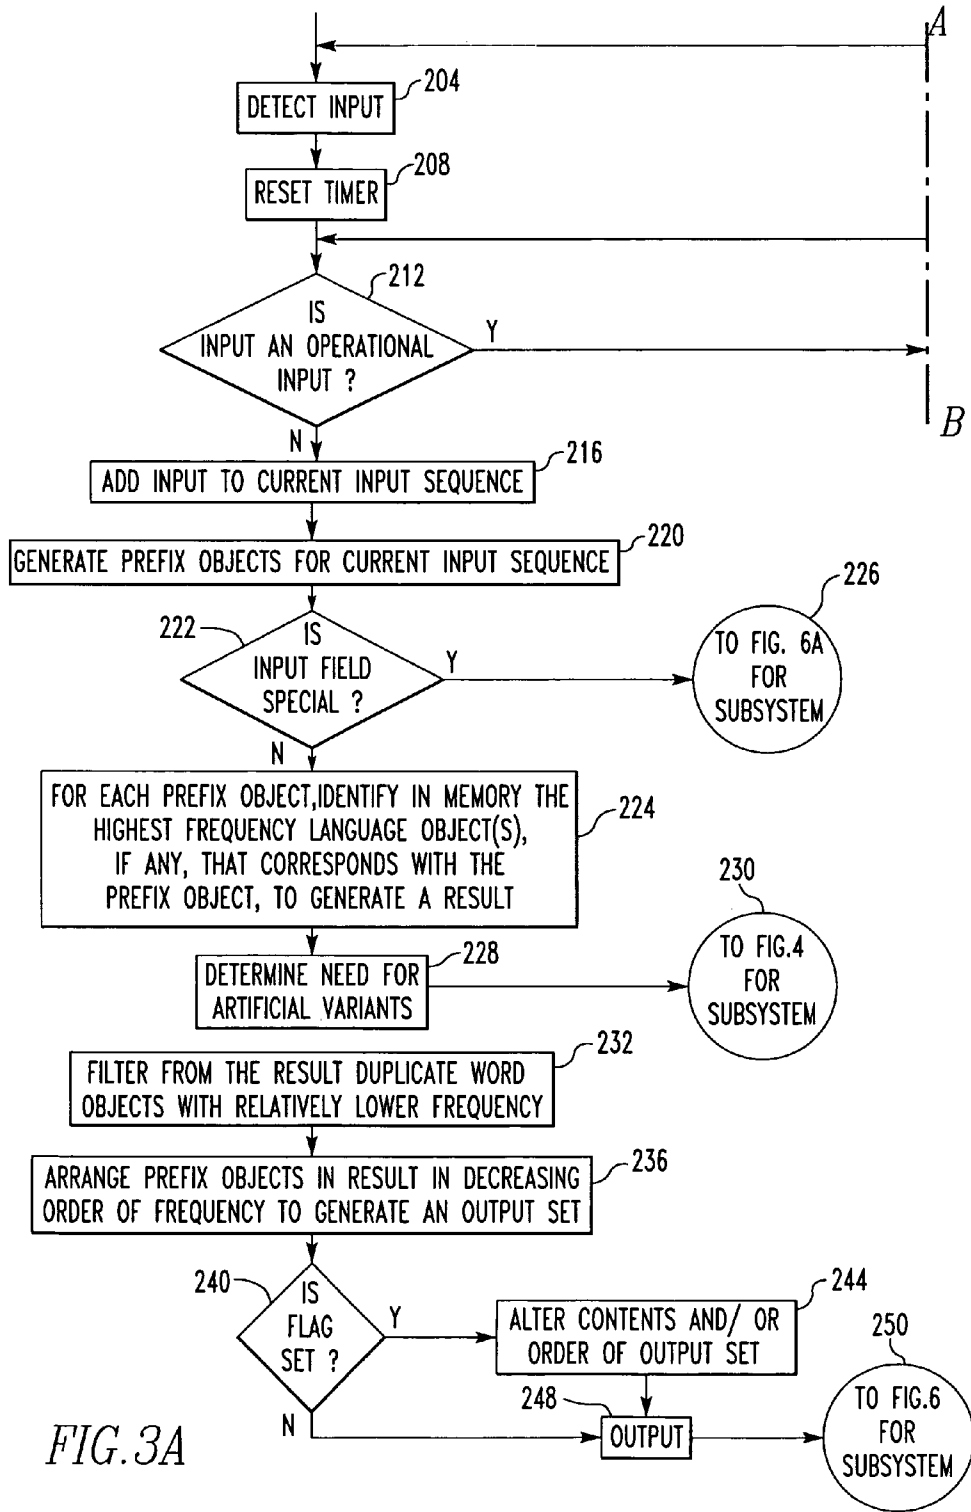 A
DETECT INPUT
204
RESET TIMER
208
212
IS
INPUT AN OPERATIONAL
INPUT ?
Y
N
B
ADD INPUT TO CURRENT INPUT SEQUENCE
216
GENERATE PREFIX OBJECTS FOR CURRENT INPUT SEQUENCE
220
222
IS
INPUT FIELD
SPECIAL ?
Y
N
226
TO FIG. 6A
FOR
SUBSYSTEM
FOR EACH PREFIX OBJECT,IDENTIFY IN MEMORY THE
HIGHEST FREQUENCY LANGUAGE OBJECT(S),
IF ANY, THAT CORRESPONDS WITH THE
PREFIX OBJECT, TO GENERATE A RESULT
224
DETERMINE NEED FOR
ARTIFICIAL VARIANTS
228
230
TO FIG.4
FOR
SUBSYSTEM
FILTER FROM THE RESULT DUPLICATE WORD
OBJECTS WITH RELATIVELY LOWER FREQUENCY
232
ARRANGE PREFIX OBJECTS IN RESULT IN DECREASING
ORDER OF FREQUENCY TO GENERATE AN OUTPUT SET
236
240
IS
FLAG
SET ?
Y
N
ALTER CONTENTS AND/ OR
ORDER OF OUTPUT SET
244
248
OUTPUT
250
TO FIG.6
FOR
SUBSYSTEM
FIG.3A